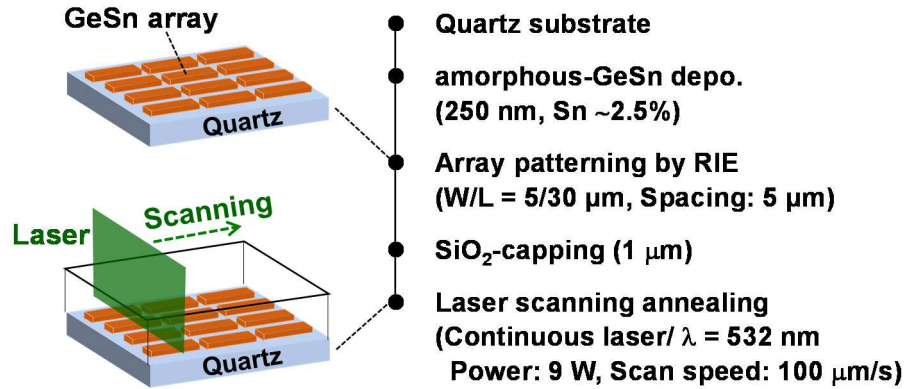 GeSn array
Quartz
Laser
Scanning
Quartz
Quartz substrate
amorphous-GeSn depo.
(250 nm, Sn ~2.5%)
Array patterning by RIE
(W/L = 5/30 μm, Spacing: 5 μm)
SiO₂-capping (1 μm)
Laser scanning annealing
(Continuous laser/ λ = 532 nm
Power: 9 W, Scan speed: 100 μm/s)